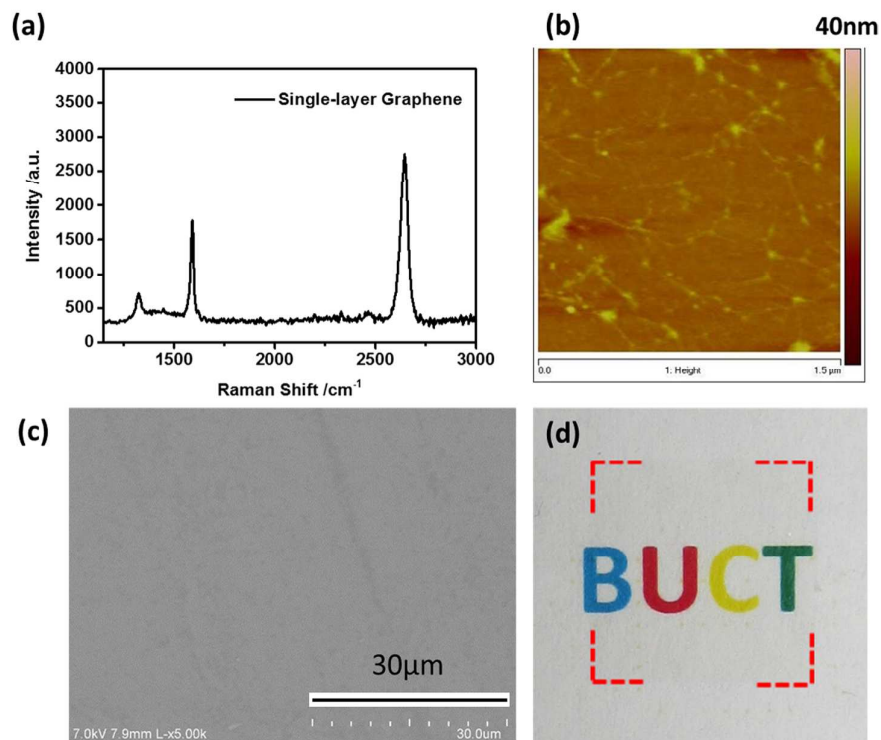 (a)
4000
3500
3000
2500
2000
1500
1000
500
0
Intensity /a.u.
Single-layer Graphene
1500 2000 2500 3000
Raman Shift /cm⁻¹
(b)
40nm
0.0 1: Height 1.5 µm
(c)
30µm
7.0kV 7.9mm L-x5.00k 30.0um
(d)
BUCT